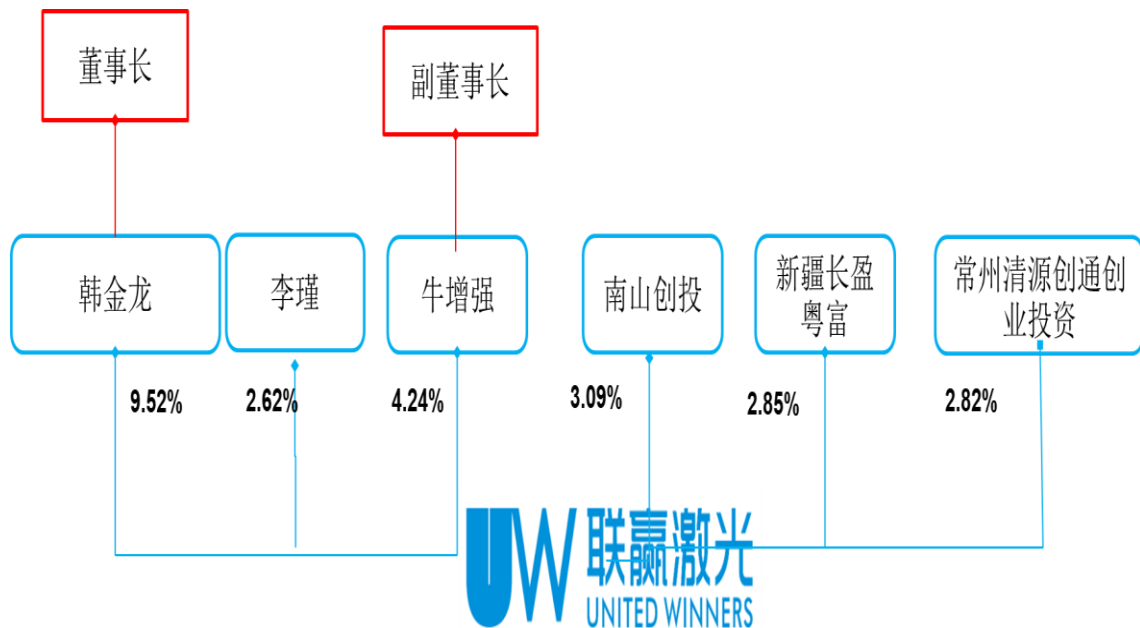 董事长
副董事长
韩金龙
李瑾
牛增强
南山创投
新疆长盈
粤富
常州清源创通创
业投资
9.52%
2.62%
4.24%
3.09%
2.85%
2.82%
UW
联赢激光
UNITED WINNERS